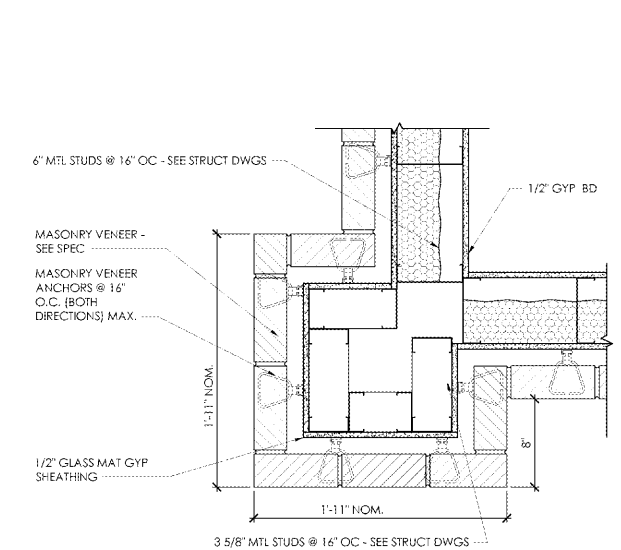 6" MTL STUDS @ 16" OC - SEE STRUCT DWGS
1/2" GYP BD
MASONRY VENEER -
SEE SPEC
MASONRY VENEER
ANCHORS @ 16"
O.C. (BOTH
DIRECTIONS) MAX.
1'-11" NOM.
8"
1/2" GLASS MAT GYP
SHEATHING
1'-11" NOM.
3 5/8" MTL STUDS @ 16" OC - SEE STRUCT DWGS